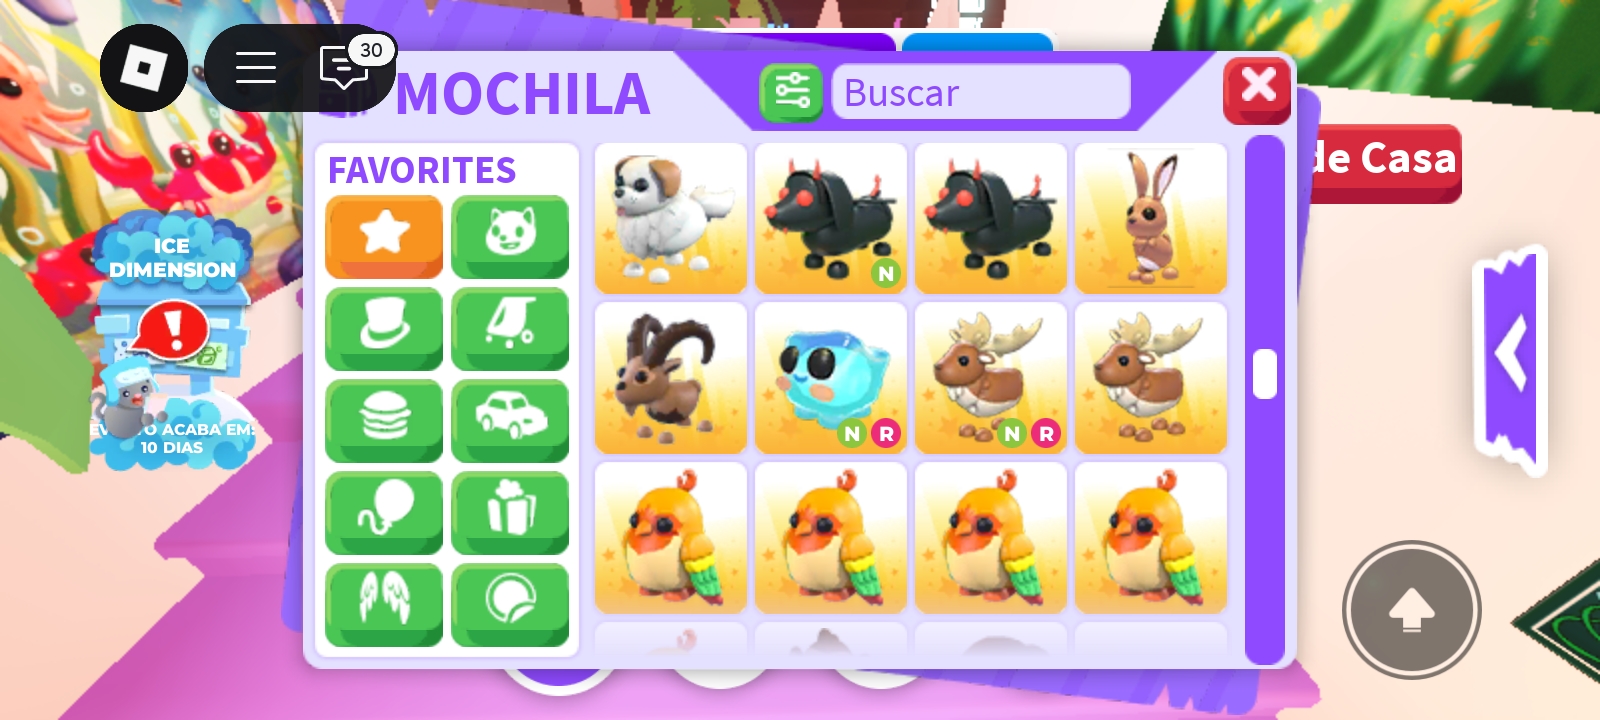 30
MOCHILA
Buscar
FAVORITES
de Casa
ICE
DIMENSION
ACABA EM:
10 DIAS
N
N R
N R